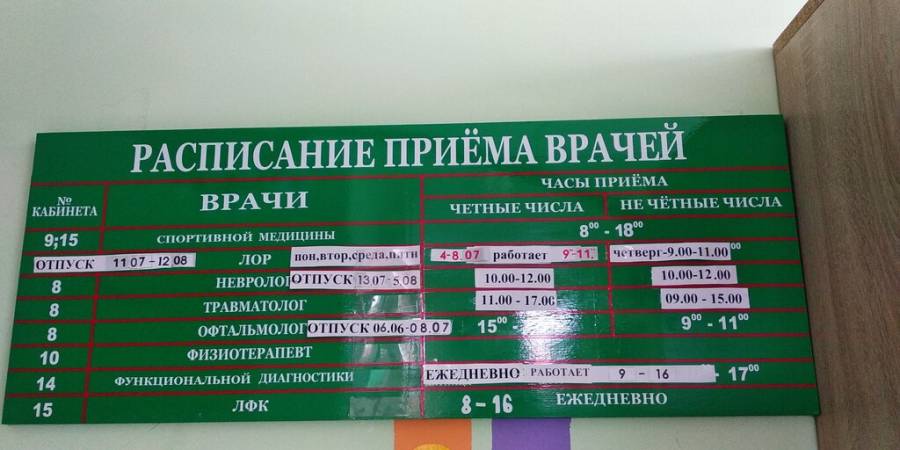 РАСПИСАНИЕ ПРИЁМА ВРАЧЕЙ
№ КАБИНЕТА
ВРАЧИ
ЧАСЫ ПРИЁМА
ЧЕТНЫЕ ЧИСЛА НЕ ЧЁТНЫЕ ЧИСЛА
9;15 СПОРТИВНОЙ МЕДИЦИНЫ 8⁰⁰ - 18⁰⁰
ОТПУСК 11 07 - 12 08 ЛОР пон,втор,среда,пятн 4-8.07 работает 9-11. четверг-9.00-11.00 ⁰⁰
8 НЕВРОЛОГ ОТПУСК 13.07-5.08 10.00-12.00 10.00-12.00
8 ТРАВМАТОЛОГ 11.00 - 17.00 09.00 - 15.00
8 ОФТАЛЬМОЛОГ ОТПУСК 06.06-08.07 15⁰⁰ - 9⁰⁰ - 11⁰⁰
10 ФИЗИОТЕРАПЕВТ
14 ФУНКЦИОНАЛЬНОЙ ДИАГНОСТИКИ ЕЖЕДНЕВНО РАБОТАЕТ 9 - 16 - 17⁰⁰
15 ЛФК 8-16 ЕЖЕДНЕВНО